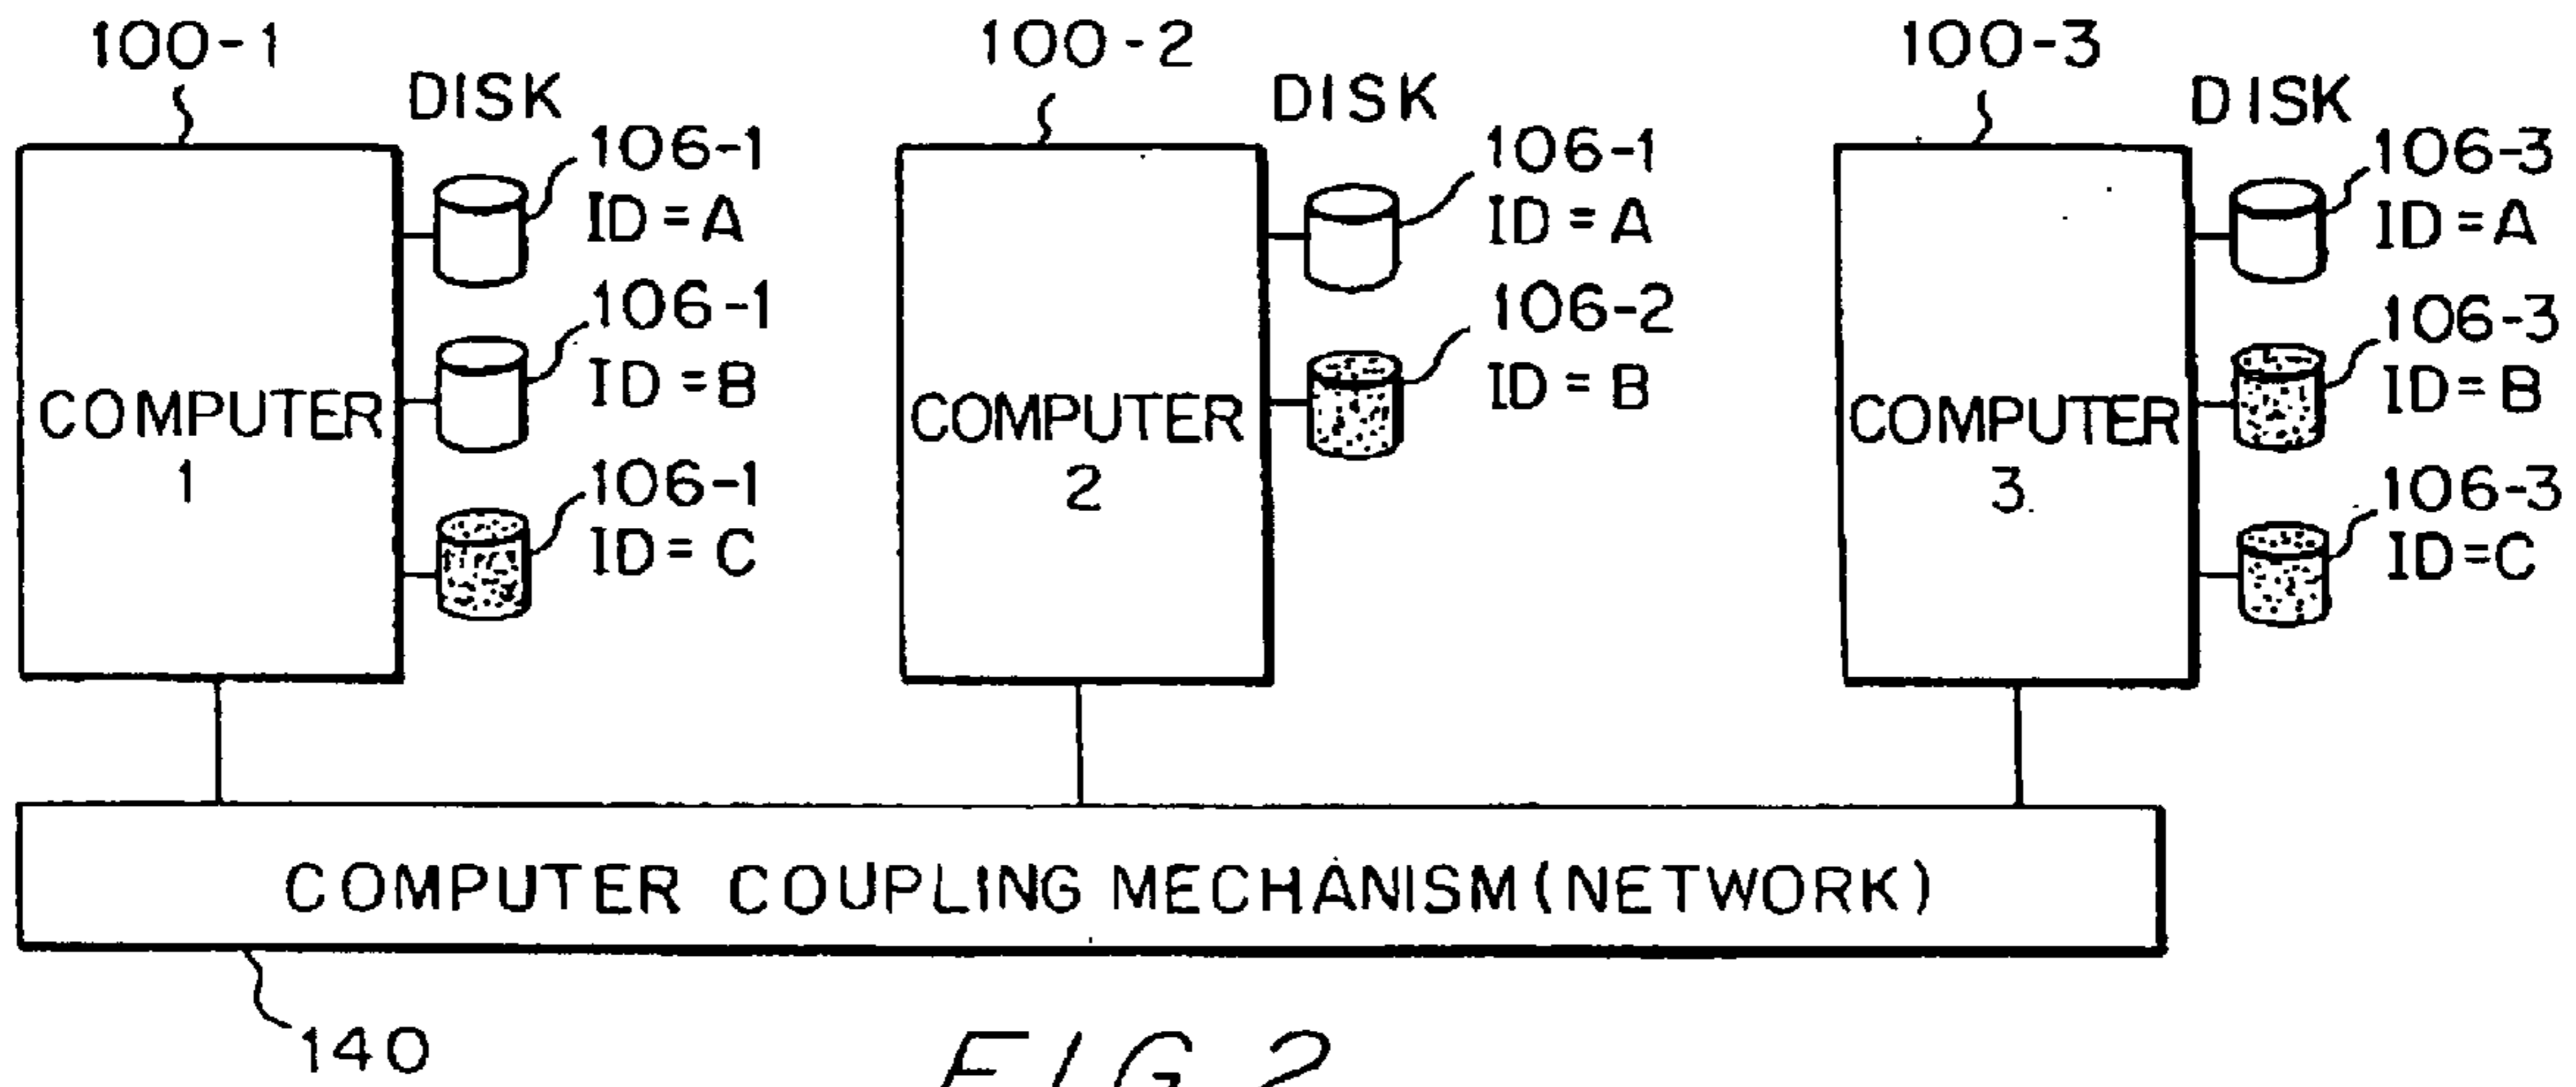 100-1
DISK
106-1
ID=A
106-1
ID=B
106-1
ID=C
COMPUTER
1
100-2
DISK
106-1
ID=A
106-2
ID=B
COMPUTER
2
100-3
DISK
106-3
ID=A
106-3
ID=B
106-3
ID=C
COMPUTER
3
COMPUTER COUPLING MECHANISM(NETWORK)
140
FIG.2